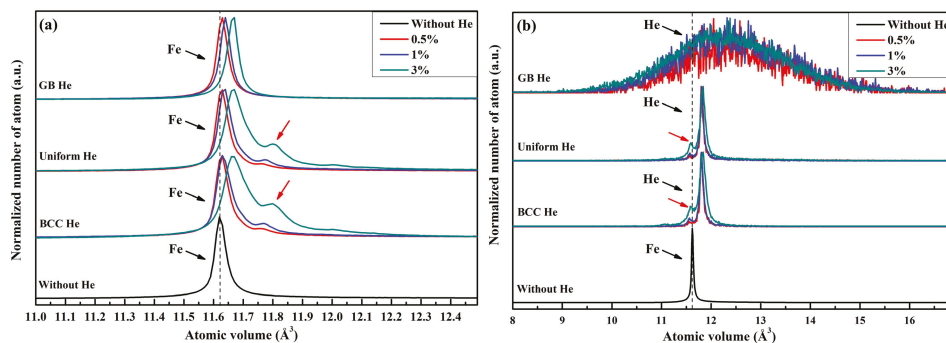 (a)
Without He
0.5%
1%
3%
Fe
GB He
Fe
Uniform He
Fe
BCC He
Fe
Without He
11.0 11.1 11.2 11.3 11.4 11.5 11.6 11.7 11.8 11.9 12.0 12.1 12.2 12.3 12.4
Atomic volume (Å³)
Normalized number of atom (a.u.)
(b)
Without He
0.5%
1%
3%
He
GB He
He
Uniform He
He
BCC He
Fe
Without He
8 9 10 11 12 13 14 15 16
Atomic volume (Å³)
Normalized number of atom (a.u.)